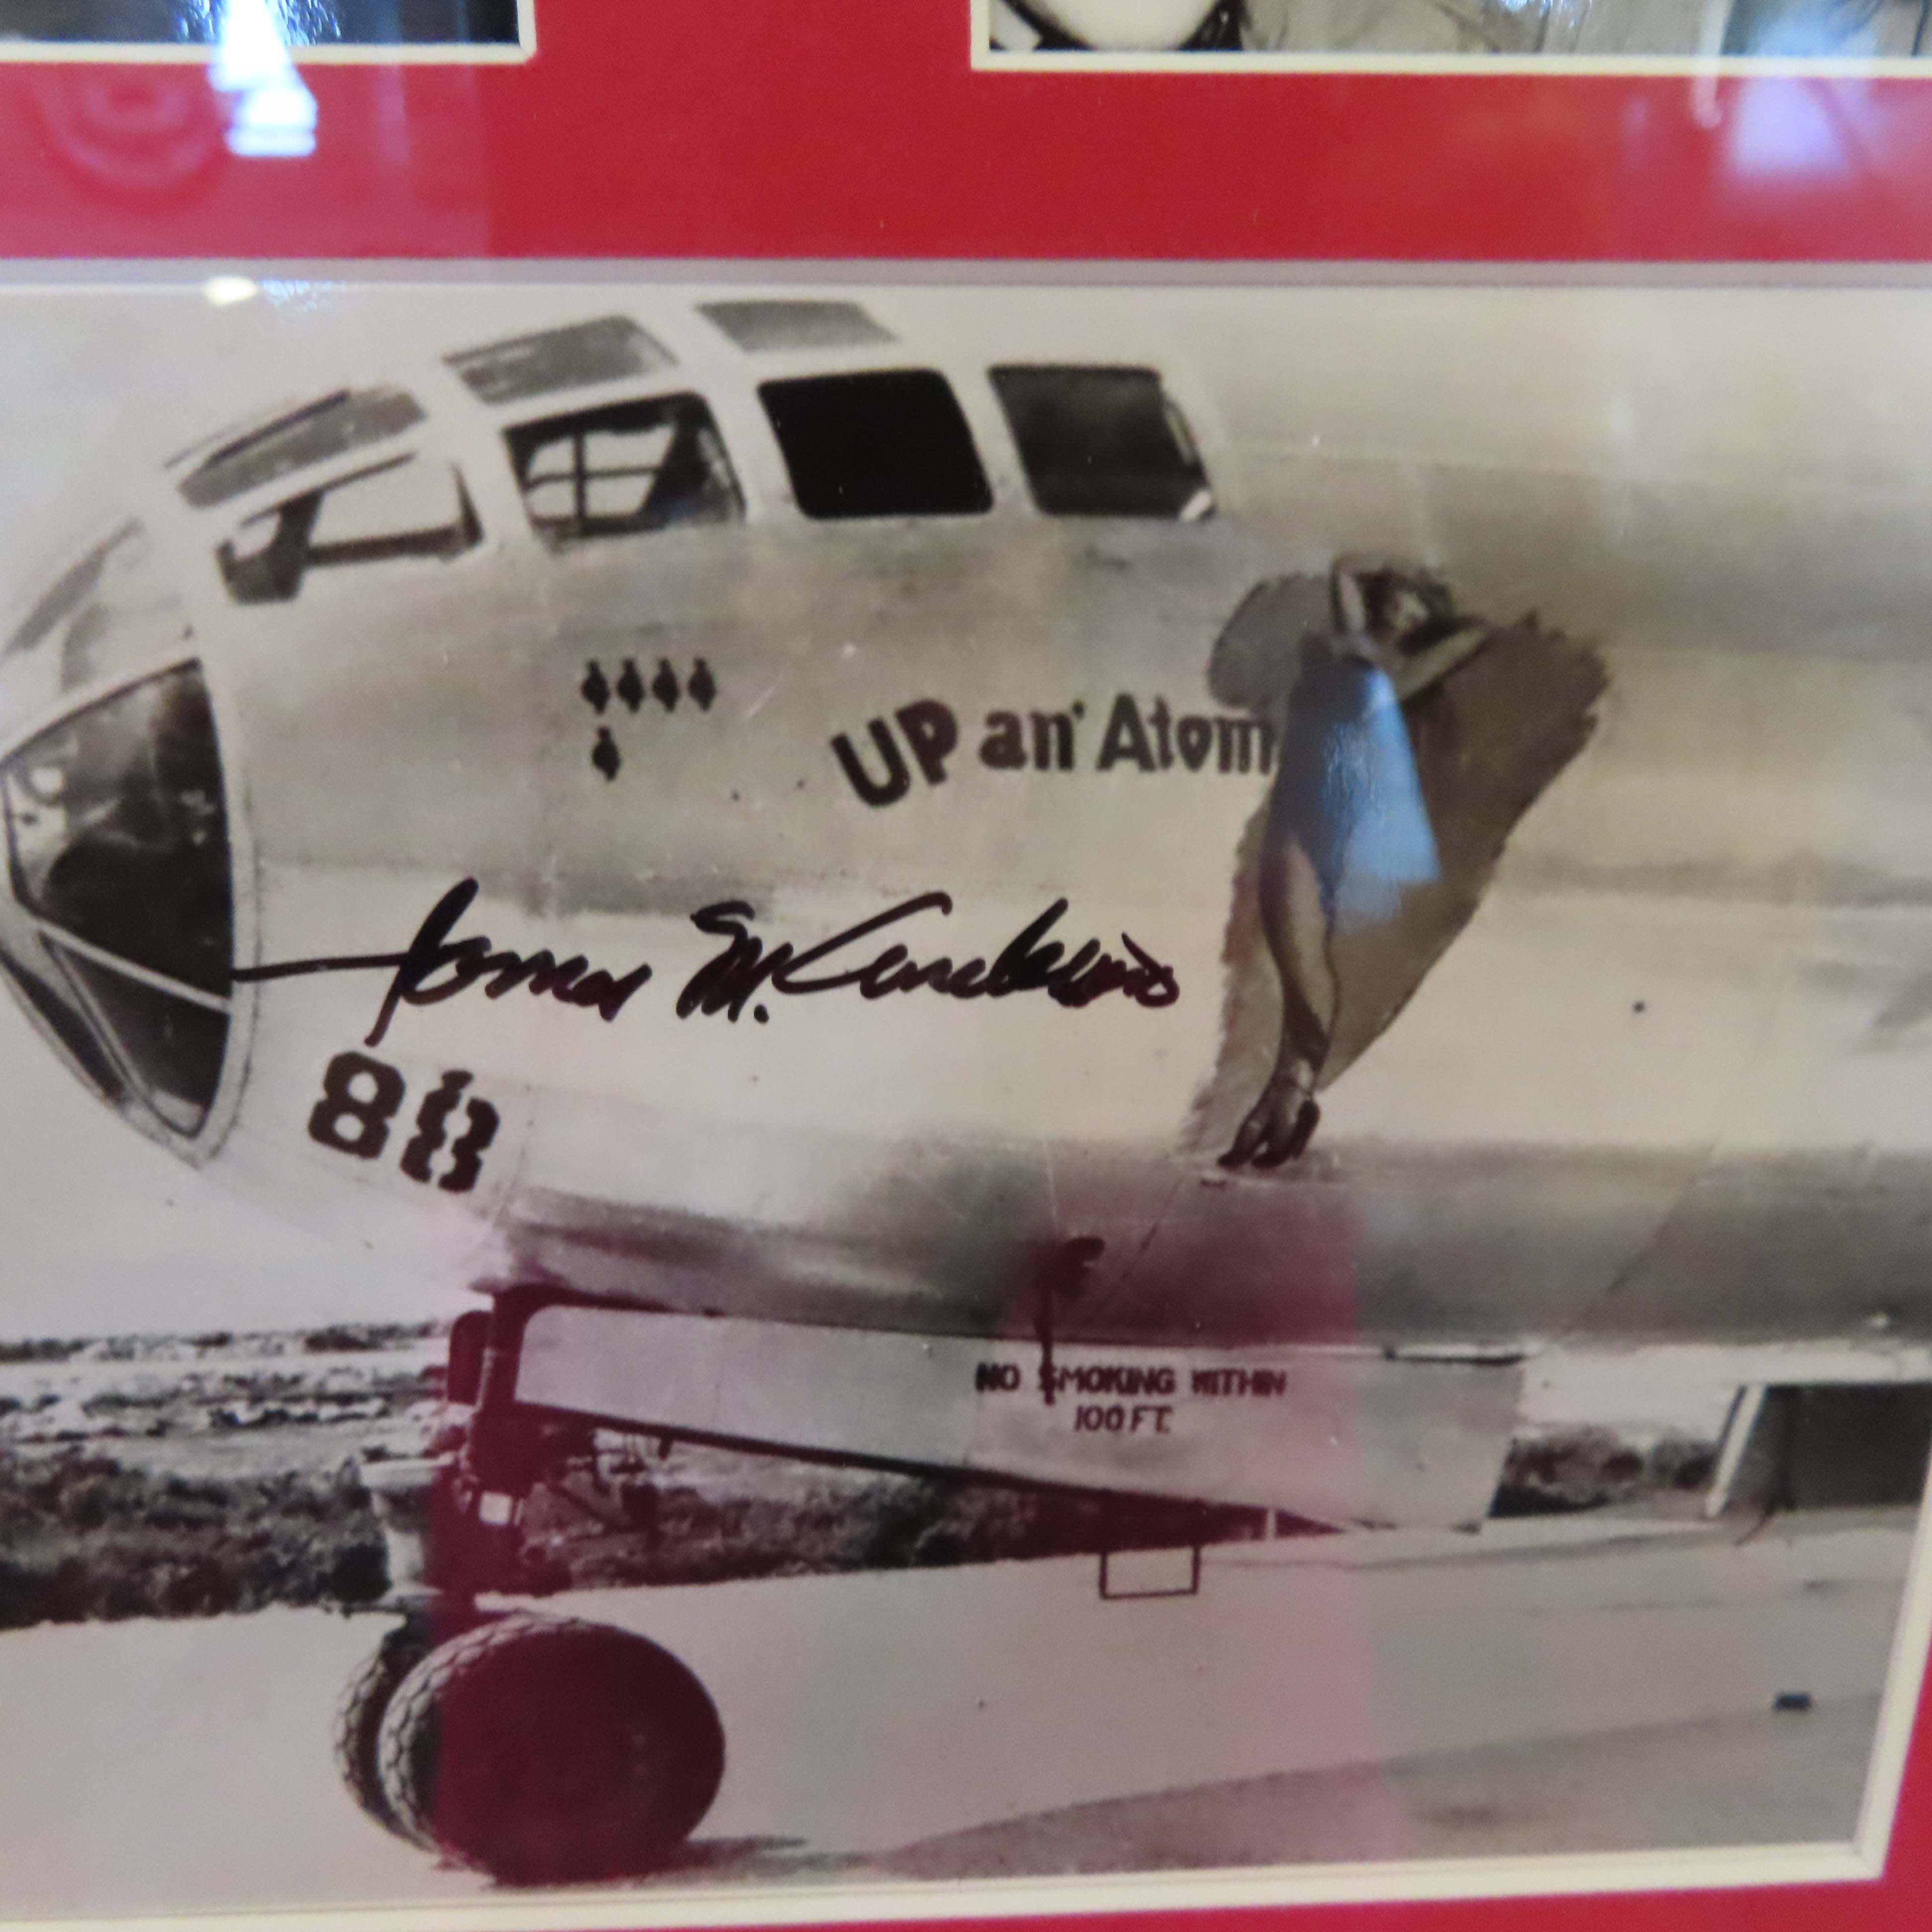 UP an' Atom
88
NO SMOKING WITHIN
100 FT.